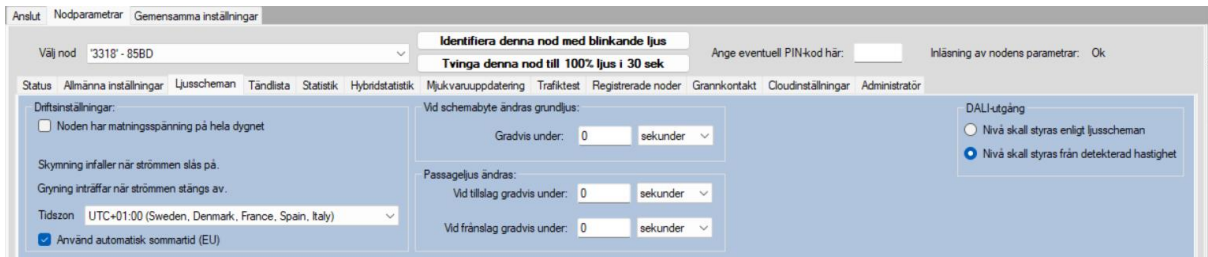 Anslut Nodparametrar Gemensamma inställningar
Välj nod '3318' - 85BD
Identifiera denna nod med blinkande ljus
Tvinga denna nod till 100% ljus i 30 sek
Ange eventuell PIN-kod här:
Inläsning av nodens parametrar: Ok
Status Allmänna inställningar Ljusscheman Tändlista Statistik Hybridstatistik Mjukvaruuppdatering Trafiktest Registrerade noder Grannkontakt Cloudinställningar Administratör
Driftsinställningar:
Noden har matningsspänning på hela dygnet
Skymning infaller när strömmen slås på.
Gryning inträffar när strömmen stängs av.
Tidszon UTC+01:00 (Sweden, Denmark, France, Spain, Italy)
Använd automatisk sommartid (EU)
Vid schemabyte ändras grundljus:
Gradvis under: 0 sekunder
Passageljus ändras:
Vid tillslag gradvis under: 0 sekunder
Vid frånslag gradvis under: 0 sekunder
DALI-utgång
Nivå skall styras enligt ljusscheman
Nivå skall styras från detekterad hastighet